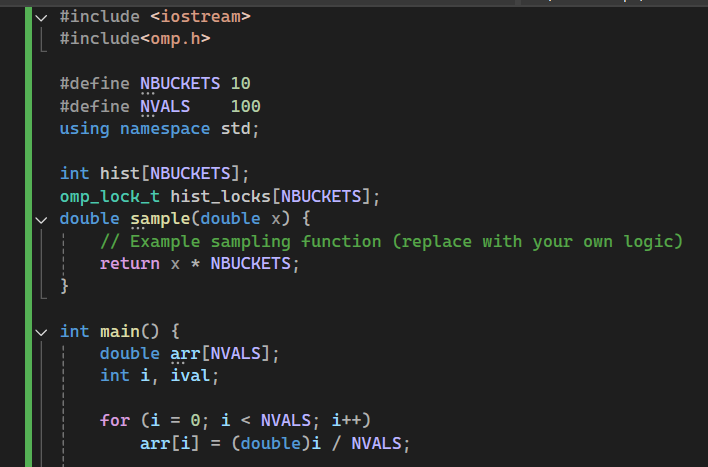 #include <iostream>
#include<omp.h>
#define NBUCKETS 10
#define NVALS    100
using namespace std;
int hist[NBUCKETS];
omp_lock_t hist_locks[NBUCKETS];
double sample(double x) {
    // Example sampling function (replace with your own logic)
    return x * NBUCKETS;
}
int main() {
    double arr[NVALS];
    int i, ival;
    for (i = 0; i < NVALS; i++)
        arr[i] = (double)i / NVALS;